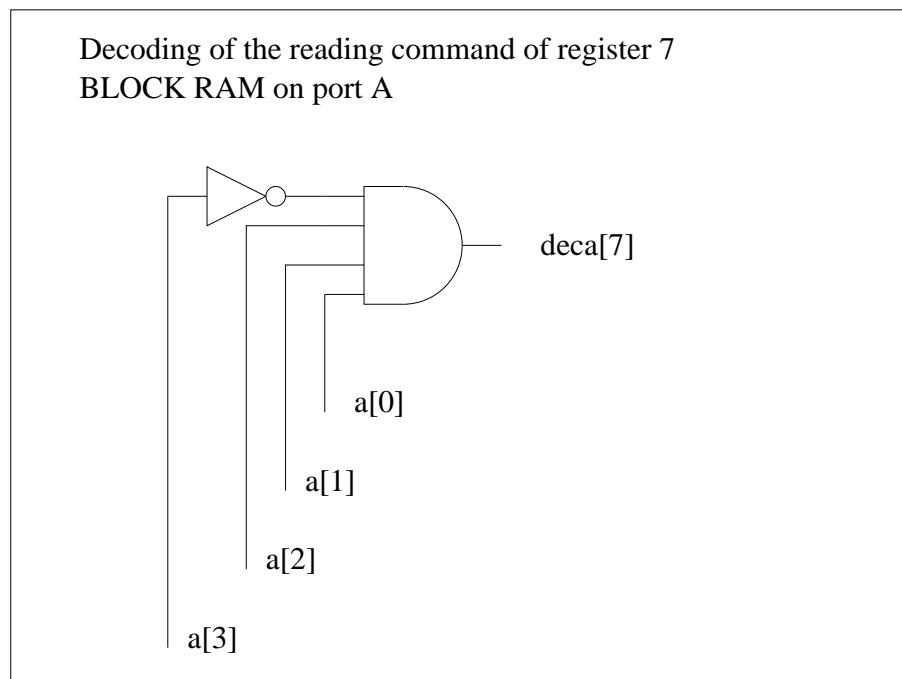 Decoding of the reading command of register 7
BLOCK RAM on port A
deca[7]
a[0]
a[1]
a[2]
a[3]